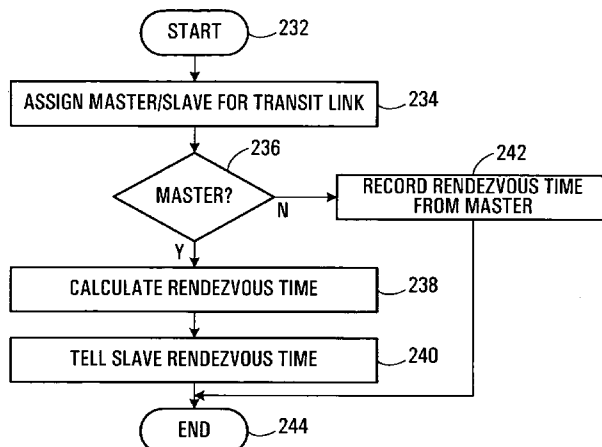 START
232
ASSIGN MASTER/SLAVE FOR TRANSIT LINK
234
236
MASTER?
N
Y
242
RECORD RENDEZVOUS TIME
FROM MASTER
CALCULATE RENDEZVOUS TIME
238
TELL SLAVE RENDEZVOUS TIME
240
END
244